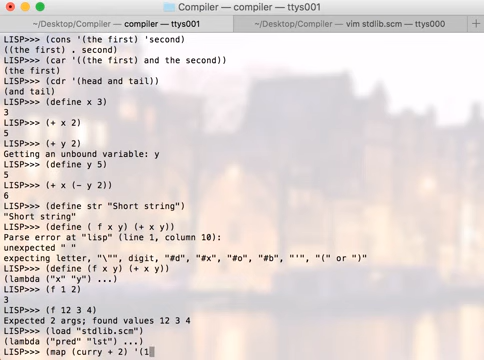 Compiler — compiler — ttys001
~/Desktop/Compiler — compiler — ttys001
~/Desktop/Compiler — vim stdlib.scm — ttys000
+
LISP>>> (cons '(the first) 'second)
((the first) . second)
LISP>>> (car '((the first) and the second))
(the first)
LISP>>> (cdr '(head and tail))
(and tail)
LISP>>> (define x 3)
3
LISP>>> (+ x 2)
5
LISP>>> (+ y 2)
Getting an unbound variable: y
LISP>>> (define y 5)
5
LISP>>> (+ x (- y 2))
6
LISP>>> (define str "Short string")
"Short string"
LISP>>> (define ( f x y) (+ x y))
Parse error at "lisp" (line 1, column 10):
unexpected " "
expecting letter, "\"", digit, "#d", "#x", "#o", "#b", "'", "(" or ")"
LISP>>> (define (f x y) (+ x y))
(lambda ("x" "y") ...)
LISP>>> (f 1 2)
3
LISP>>> (f 12 3 4)
Expected 2 args; found values 12 3 4
LISP>>> (load "stdlib.scm")
(lambda ("pred" "lst") ...)
LISP>>> (map (curry + 2) '(1